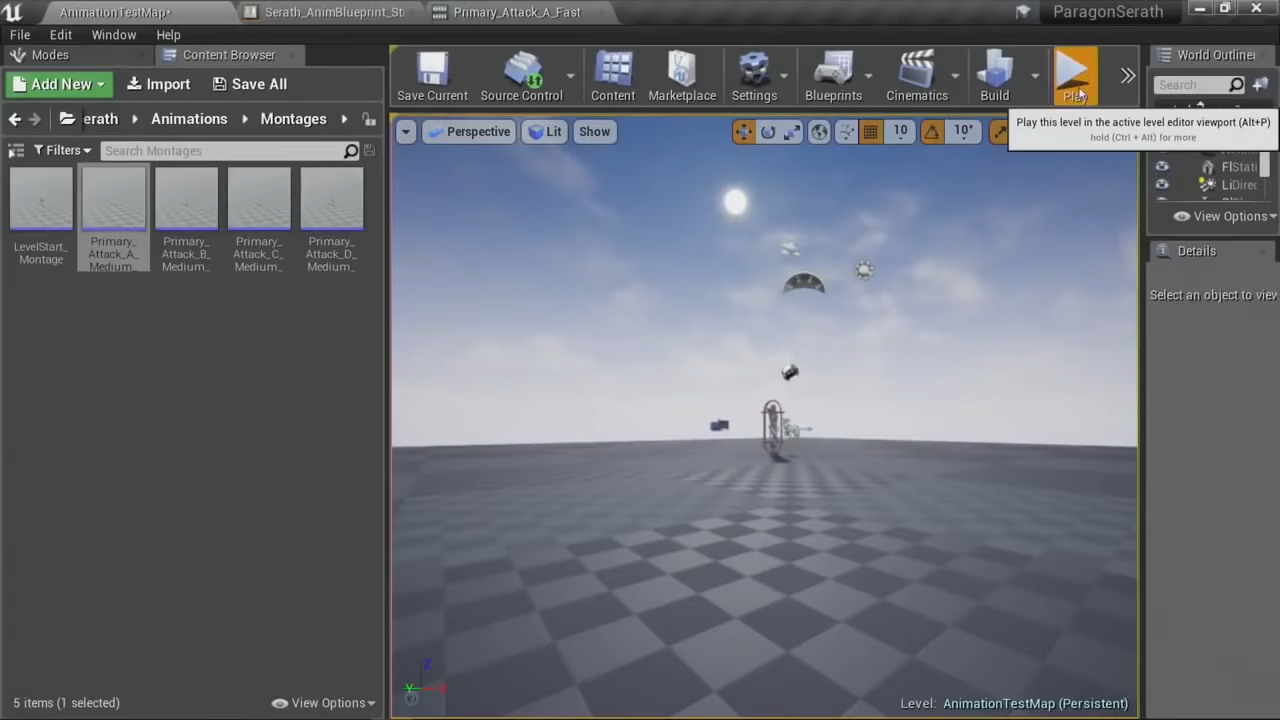 AnimationTestMap*
Serath_AnimBlueprint_St
Primary_Attack_A_Fast
ParagonSerath
File Edit Window Help
Modes
Content Browser
World Outline
Add New
Import
Save All
Save Current
Source Control
Content
Marketplace
Settings
Blueprints
Cinematics
Build
Play
Search...
erath
Animations
Montages
Play this level in the active level editor viewport (Alt+P)
hold (Ctrl + Alt) for more
Filters
Search Montages
Perspective
Lit
Show
10
10°
FlStati
LiDirec
View Options
LevelStart_
Montage
Primary_
Attack_A_
Medium_
Primary_
Attack_B_
Medium_
Primary_
Attack_C_
Medium_
Primary_
Attack_D_
Medium_
Details
Select an object to view
Z
Y
5 items (1 selected)
View Options
Level: AnimationTestMap (Persistent)